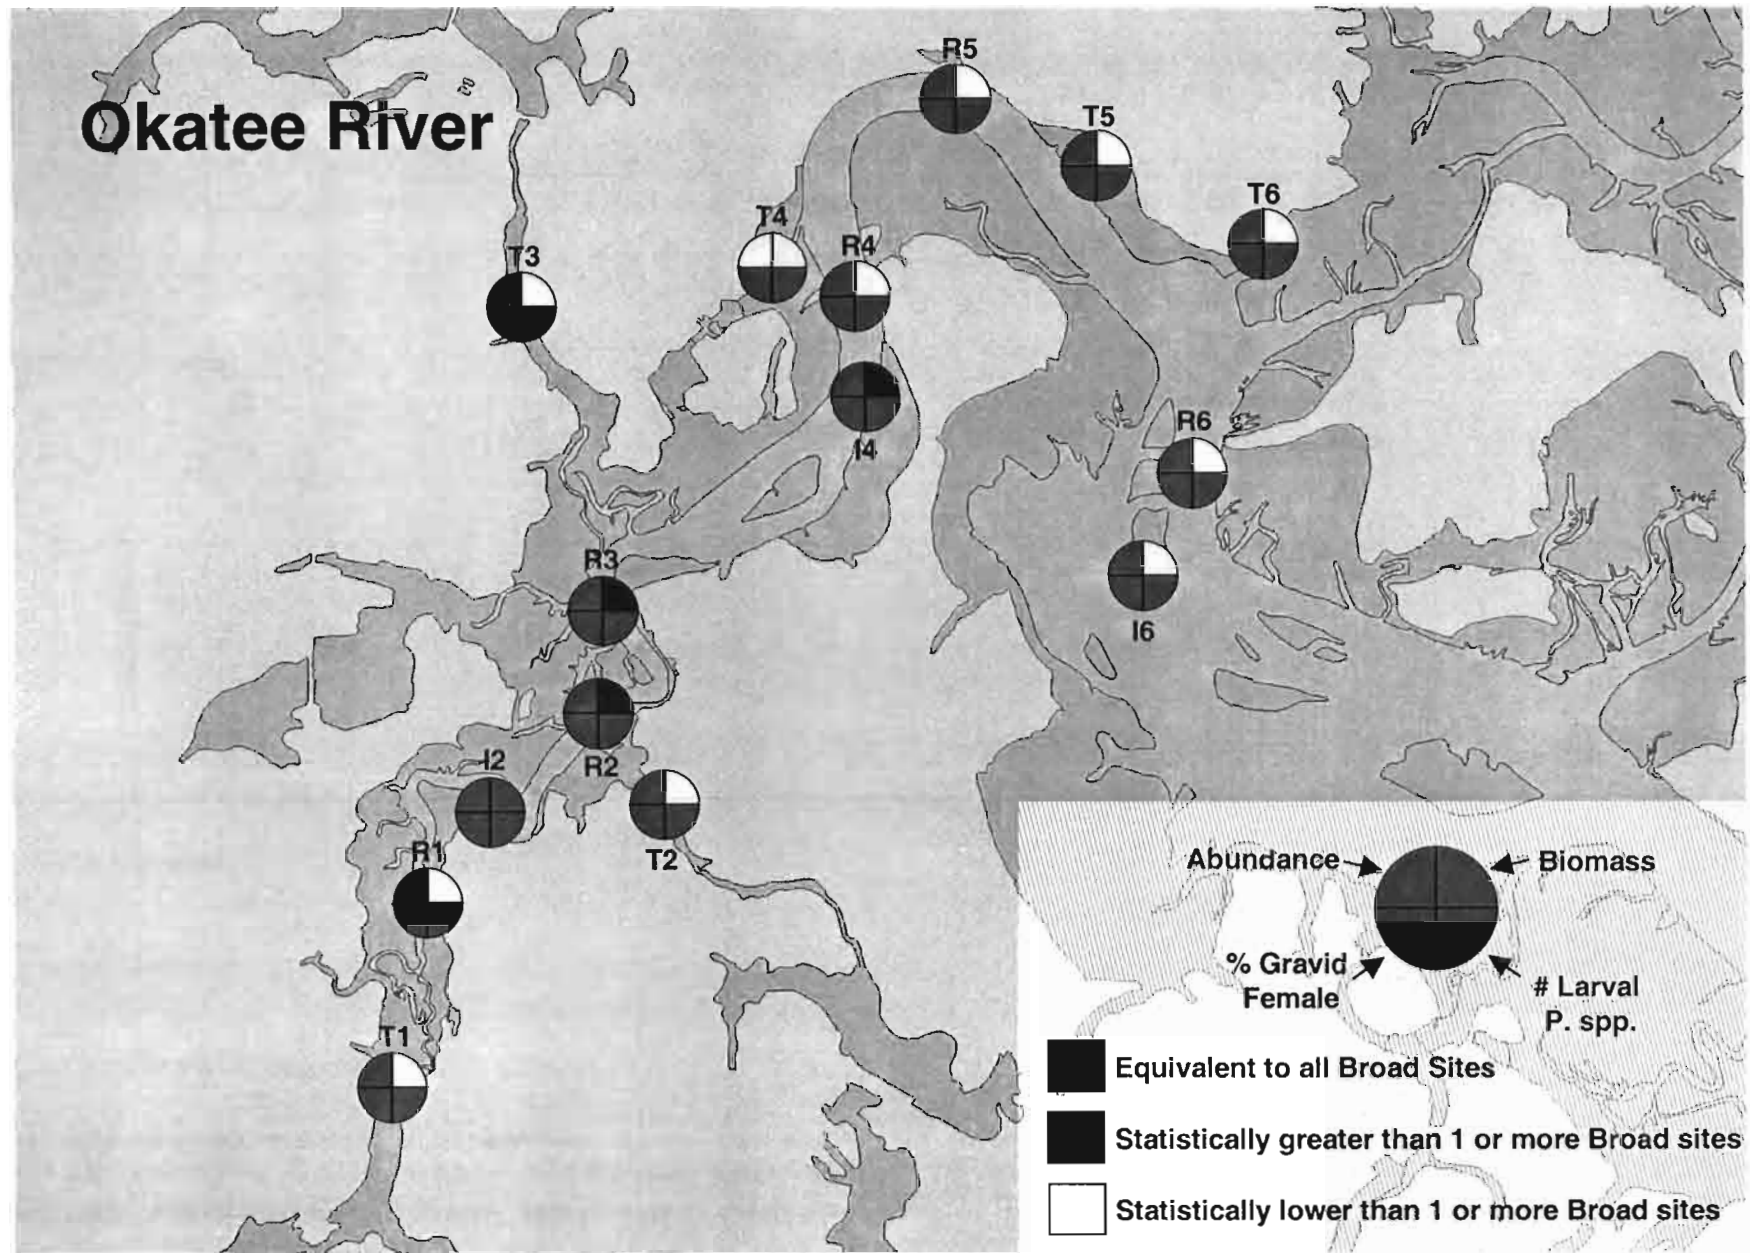 Okatee River
R5
T5
T6
T4
R4
T3
I4
R6
R3
I6
R2
I2
T2
R1
T1
Abundance
Biomass
% Gravid
Female
# Larval
P. spp.
Equivalent to all Broad Sites
Statistically greater than 1 or more Broad sites
Statistically lower than 1 or more Broad sites